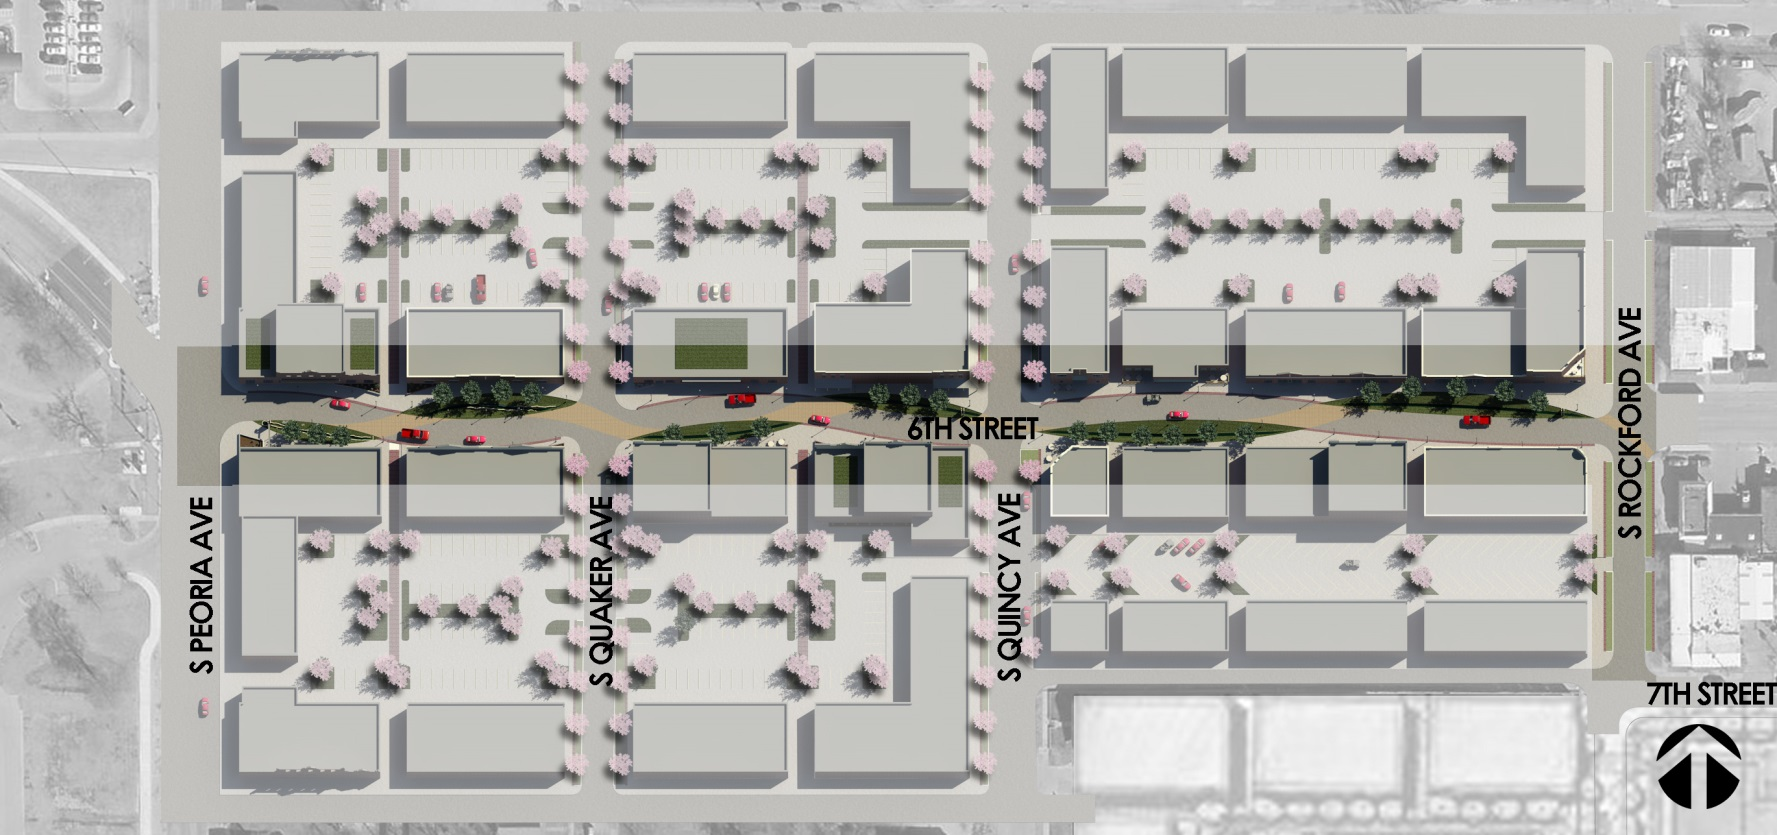 6TH STREET
S ROCKFORD AVE
S PEORIA AVE
S QUAKER AVE
S QUINCY AVE
7TH STREET